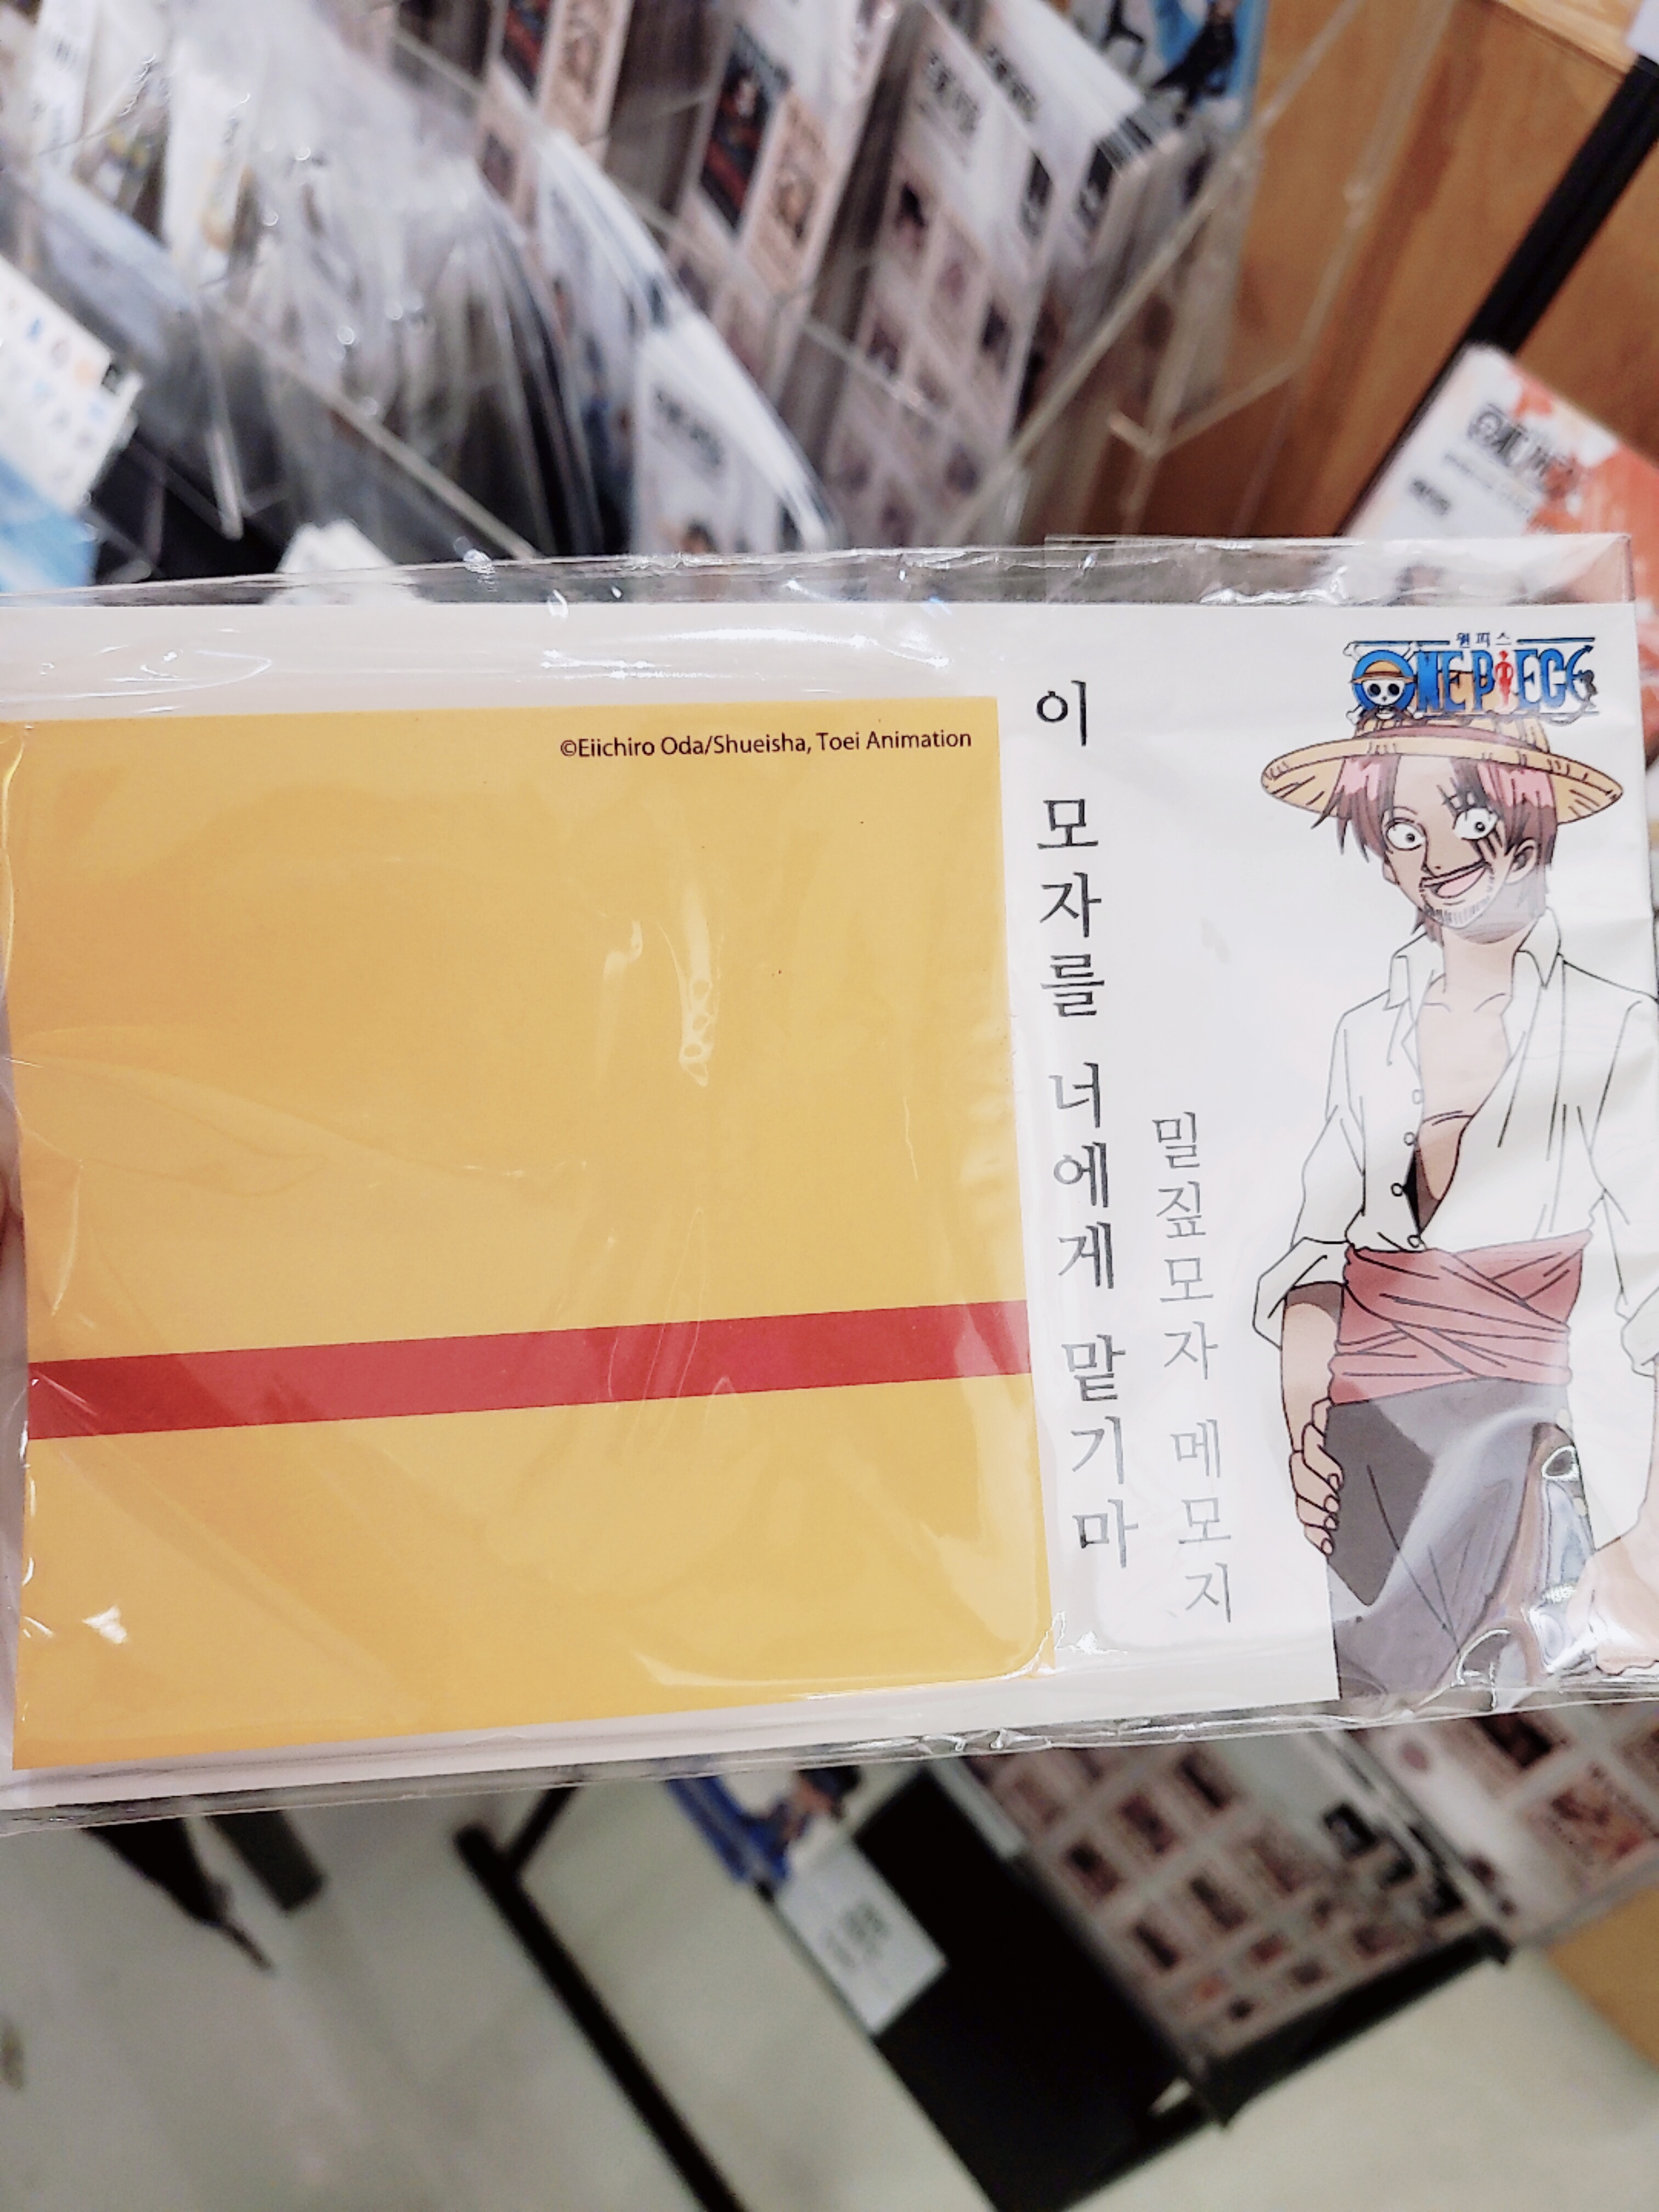 원피스
ONE PIECE
©Eiichiro Oda/Shueisha, Toei Animation
이 모자를 너에게 맡기마
밀짚모자 메모지